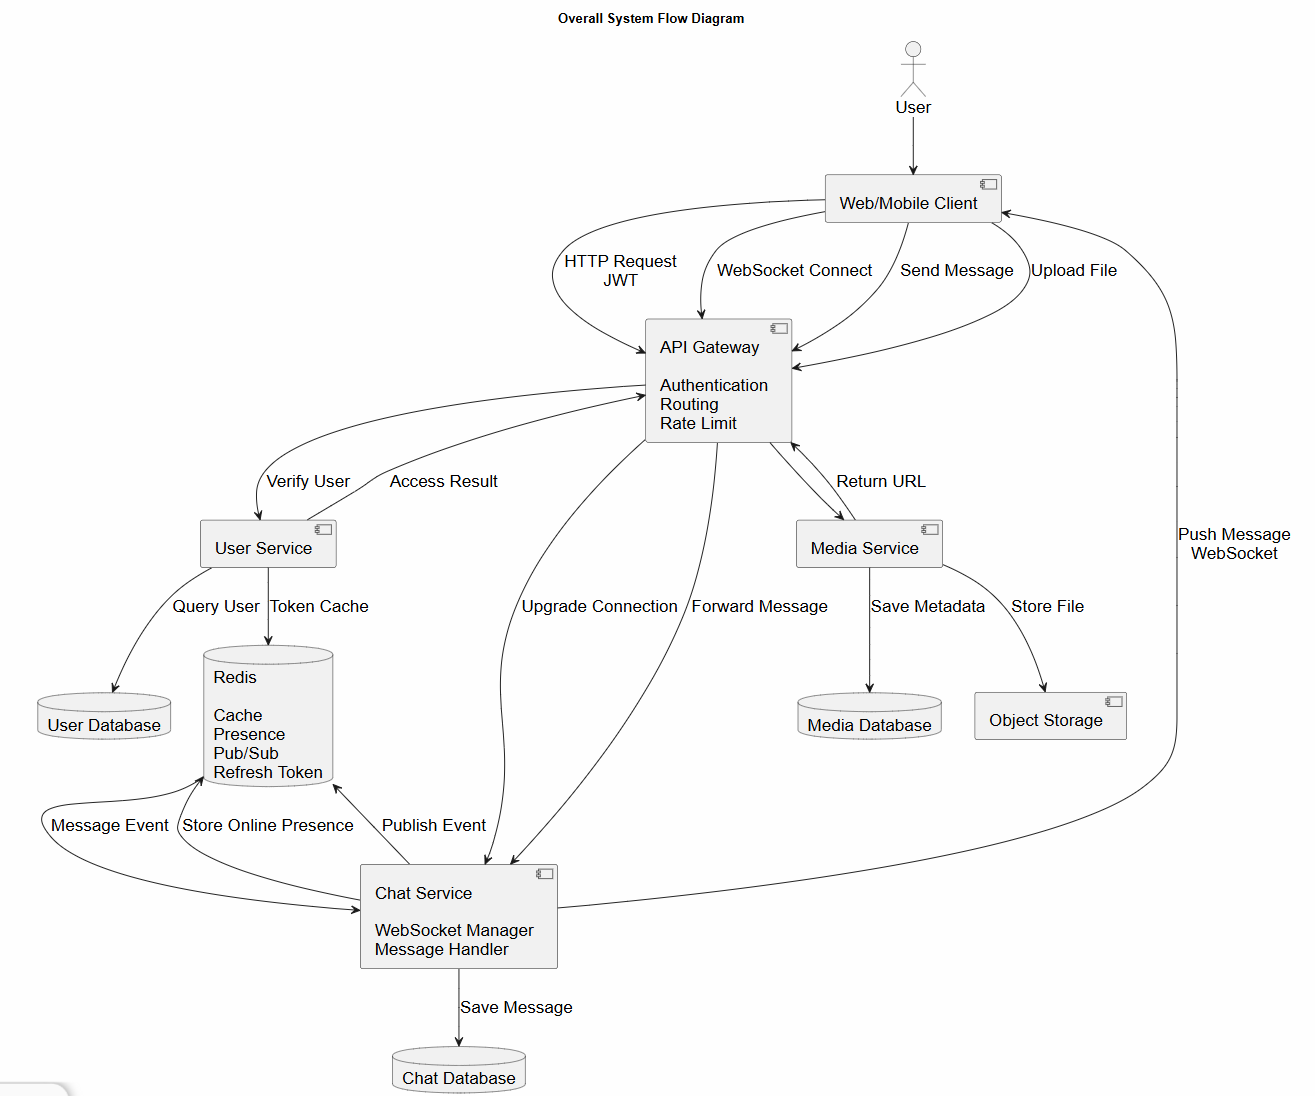 Overall System Flow Diagram
User
Web/Mobile Client
HTTP Request
JWT
WebSocket Connect
Send Message
Upload File
API Gateway
Authentication
Routing
Rate Limit
Verify User
Access Result
Return URL
User Service
Media Service
Push Message
WebSocket
Query User
Token Cache
Upgrade Connection
Forward Message
Save Metadata
Store File
Redis
Cache
Presence
Pub/Sub
Refresh Token
User Database
Media Database
Object Storage
Message Event
Store Online Presence
Publish Event
Chat Service
WebSocket Manager
Message Handler
Save Message
Chat Database